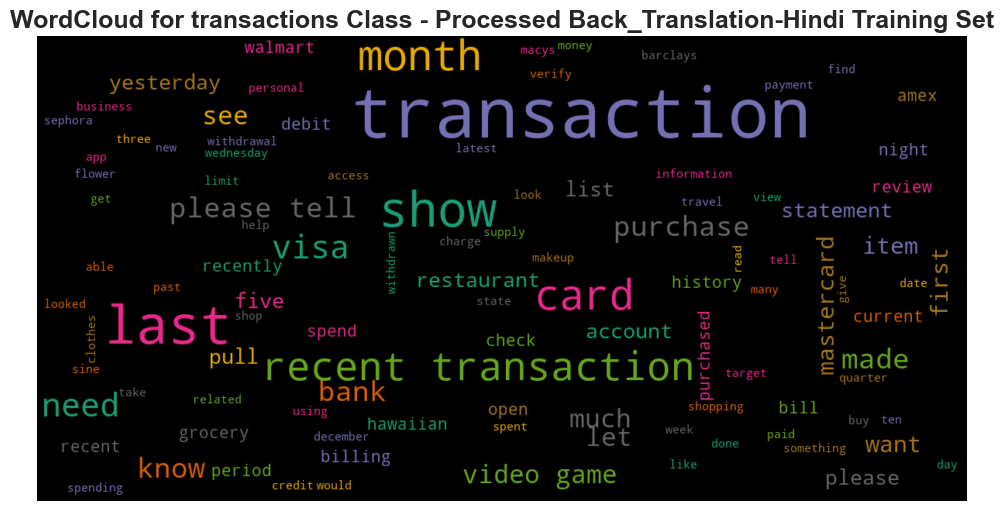 WordCloud for transactions Class - Processed Back_Translation-Hindi Training Set
walmart
month
macys
money
barclays
verify
find
yesterday
personal
payment
amex
business
see
debit
transaction
sephora
three
new
withdrawal
wednesday
latest
night
app
flower
limit
access
information
review
get
please tell
help
show
look
list
travel
view
statement
supply
purchase
visa
withdrawn
charge
makeup
read
tell
item
able
recently
restaurant
history
many
mastercard
give
date
first
looked
past
five
shop
state
card
current
clothes
last
spend
check
account
purchased
made
sine
pull
recent transaction
target
quarter
need
take
related
bank
using
open
spent
much
let
shopping
bill
buy
ten
recent
grocery
december
hawaiian
week
done
paid
something
want
know
period
billing
video game
like
day
spending
credit
would
please